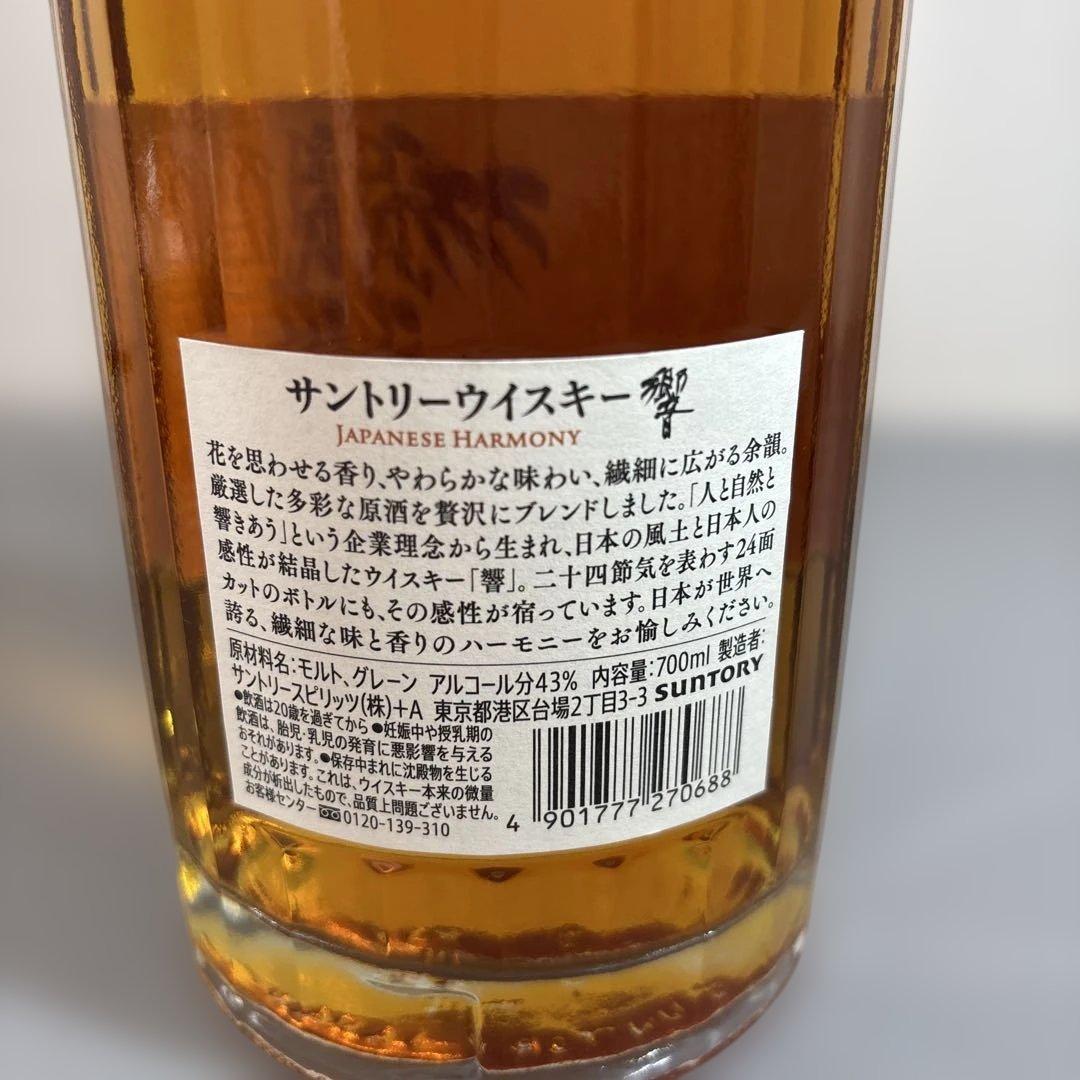 サントリーウイスキー 響
JAPANESE HARMONY
花を思わせる香り、やわらかな味わい、繊細に広がる余韻。
厳選した多彩な原酒を贅沢にブレンドしました。「人と自然と
響きあう」という企業理念から生まれ、日本の風土と日本人の
感性が結晶したウイスキー「響」。二十四節気を表わす24面
カットのボトルにも、その感性が宿っています。日本が世界へ
誇る、繊細な味と香りのハーモニーをお愉しみください。
原材料名:モルト、グレーン アルコール分43% 内容量:700ml 製造者:
サントリースピリッツ(株)+A 東京都港区台場2丁目3-3 SUNTORY
●飲酒は20歳を過ぎてから ●妊娠中や授乳期の
飲酒は、胎児・乳児の発育に悪影響を与える
おそれがあります。●保存中まれに沈殿物を生じる
ことがあります。これは、ウイスキー本来の微量
成分が析出したもので、品質上問題ございません。
お客様センター 0120-139-310
4 901777 270688